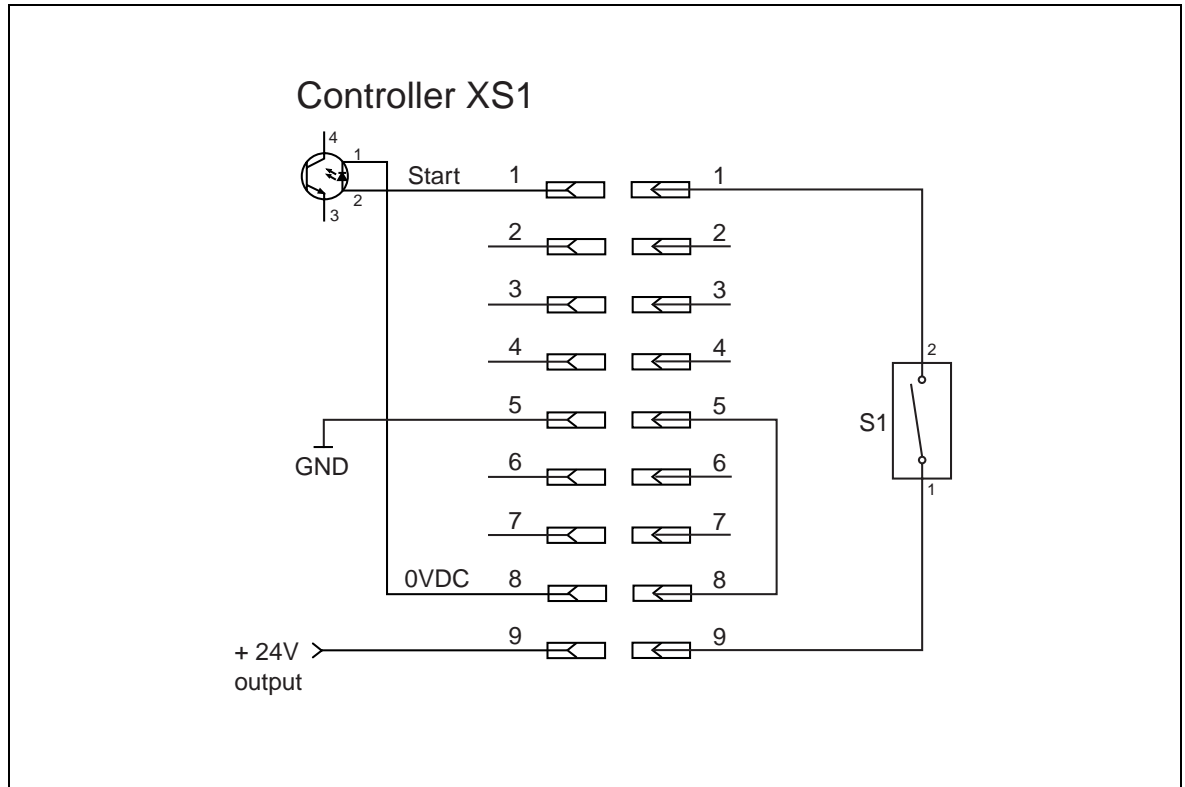 Controller XS1
4
1
2
3
Start 1 1
2 2
3 3
4 4
2
S1
1
5 5
GND
6 6
7 7
0VDC 8 8
+ 24V 9 9
output